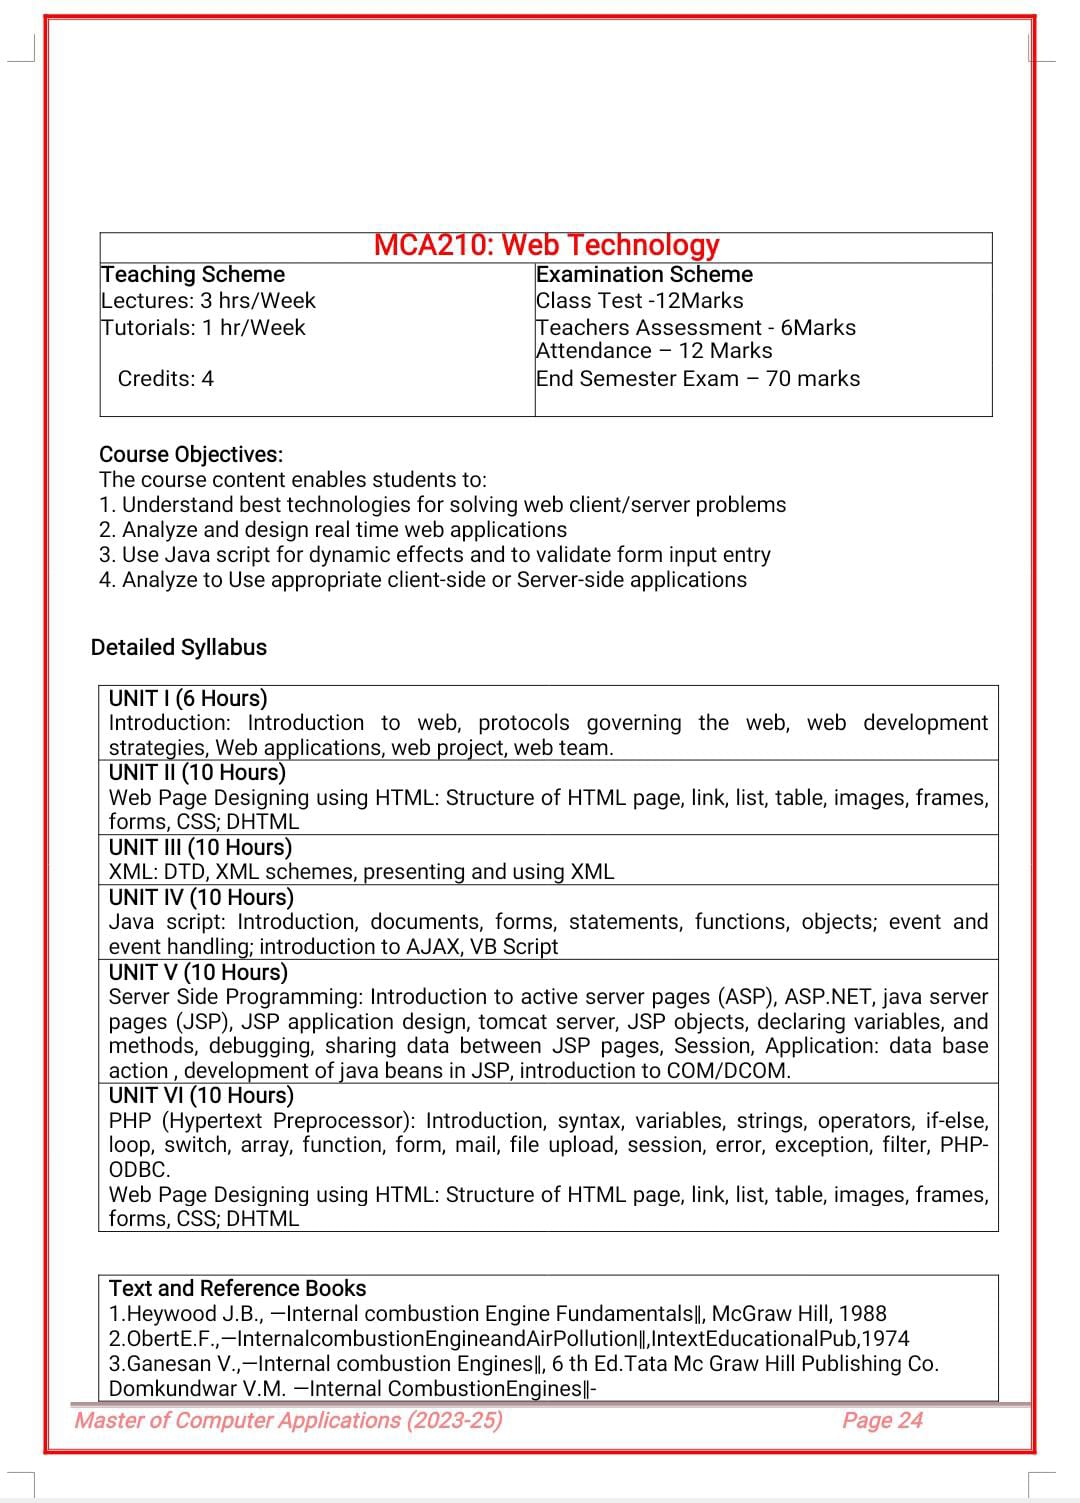 MCA210: Web Technology
Teaching Scheme
Lectures: 3 hrs/Week
Tutorials: 1 hr/Week
Credits: 4
Examination Scheme
Class Test -12Marks
Teachers Assessment - 6Marks
Attendance – 12 Marks
End Semester Exam – 70 marks
Course Objectives:
The course content enables students to:
1. Understand best technologies for solving web client/server problems
2. Analyze and design real time web applications
3. Use Java script for dynamic effects and to validate form input entry
4. Analyze to Use appropriate client-side or Server-side applications
Detailed Syllabus
UNIT I (6 Hours)
Introduction: Introduction to web, protocols governing the web, web development
strategies, Web applications, web project, web team.
UNIT II (10 Hours)
Web Page Designing using HTML: Structure of HTML page, link, list, table, images, frames,
forms, CSS; DHTML
UNIT III (10 Hours)
XML: DTD, XML schemes, presenting and using XML
UNIT IV (10 Hours)
Java script: Introduction, documents, forms, statements, functions, objects; event and
event handling; introduction to AJAX, VB Script
UNIT V (10 Hours)
Server Side Programming: Introduction to active server pages (ASP), ASP.NET, java server
pages (JSP), JSP application design, tomcat server, JSP objects, declaring variables, and
methods, debugging, sharing data between JSP pages, Session, Application: data base
action , development of java beans in JSP, introduction to COM/DCOM.
UNIT VI (10 Hours)
PHP (Hypertext Preprocessor): Introduction, syntax, variables, strings, operators, if-else,
loop, switch, array, function, form, mail, file upload, session, error, exception, filter, PHP-
ODBC.
Web Page Designing using HTML: Structure of HTML page, link, list, table, images, frames,
forms, CSS; DHTML
Text and Reference Books
1.Heywood J.B., ―Internal combustion Engine Fundamentals‖, McGraw Hill, 1988
2.ObertE.F.,―InternalcombustionEngineandAirPollution‖,IntextEducationalPub,1974
3.Ganesan V.,―Internal combustion Engines‖, 6 th Ed.Tata Mc Graw Hill Publishing Co.
Domkundwar V.M. ―Internal CombustionEngines‖-
Master of Computer Applications (2023-25) Page 24